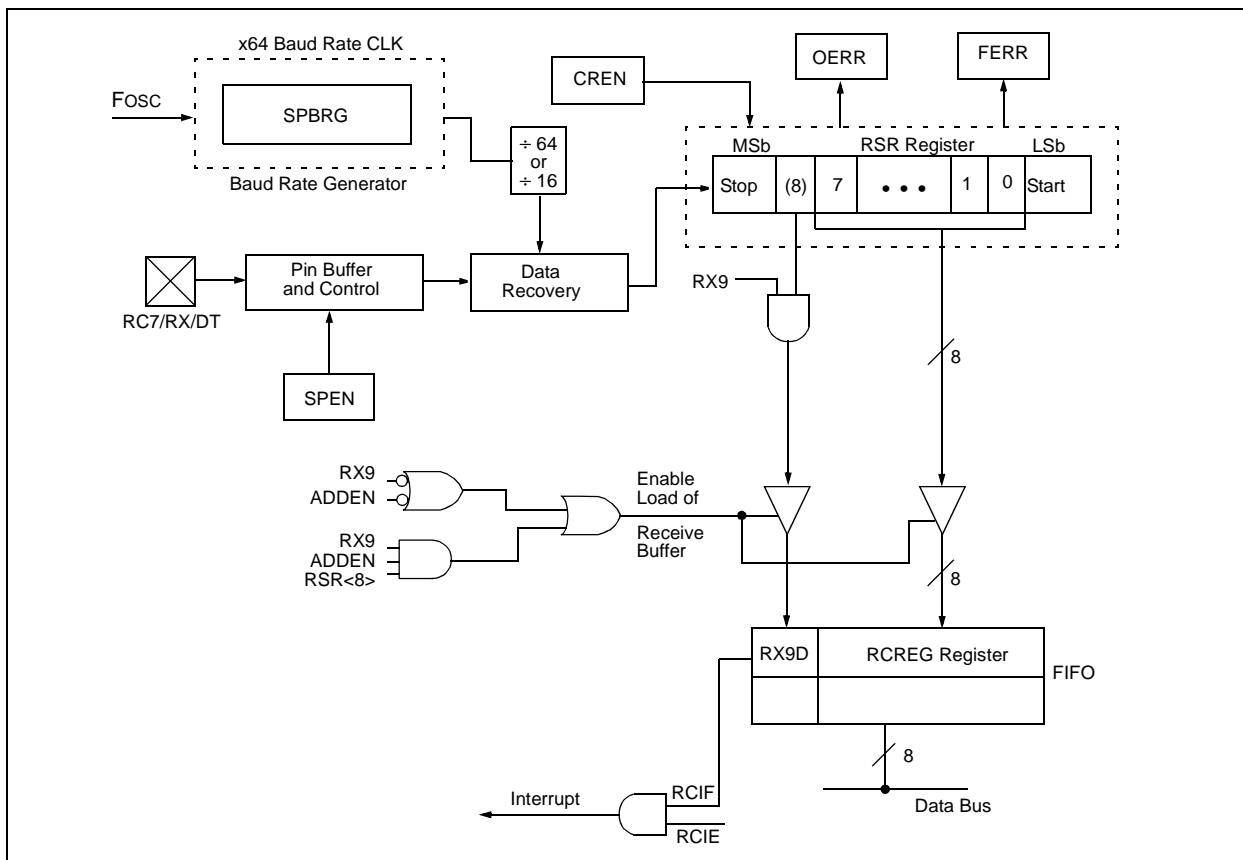 x64 Baud Rate CLK
FOSC
SPBRG
Baud Rate Generator
÷ 64
or
÷ 16
CREN
OERR
FERR
MSb
RSR Register
LSb
Stop
(8)
7
• • •
1
0
Start
RC7/RX/DT
Pin Buffer
and Control
Data
Recovery
SPEN
RX9
8
RX9
ADDEN
RX9
ADDEN
RSR<8>
Enable
Load of
Receive
Buffer
8
RX9D
RCREG Register
FIFO
8
Data Bus
Interrupt
RCIF
RCIE